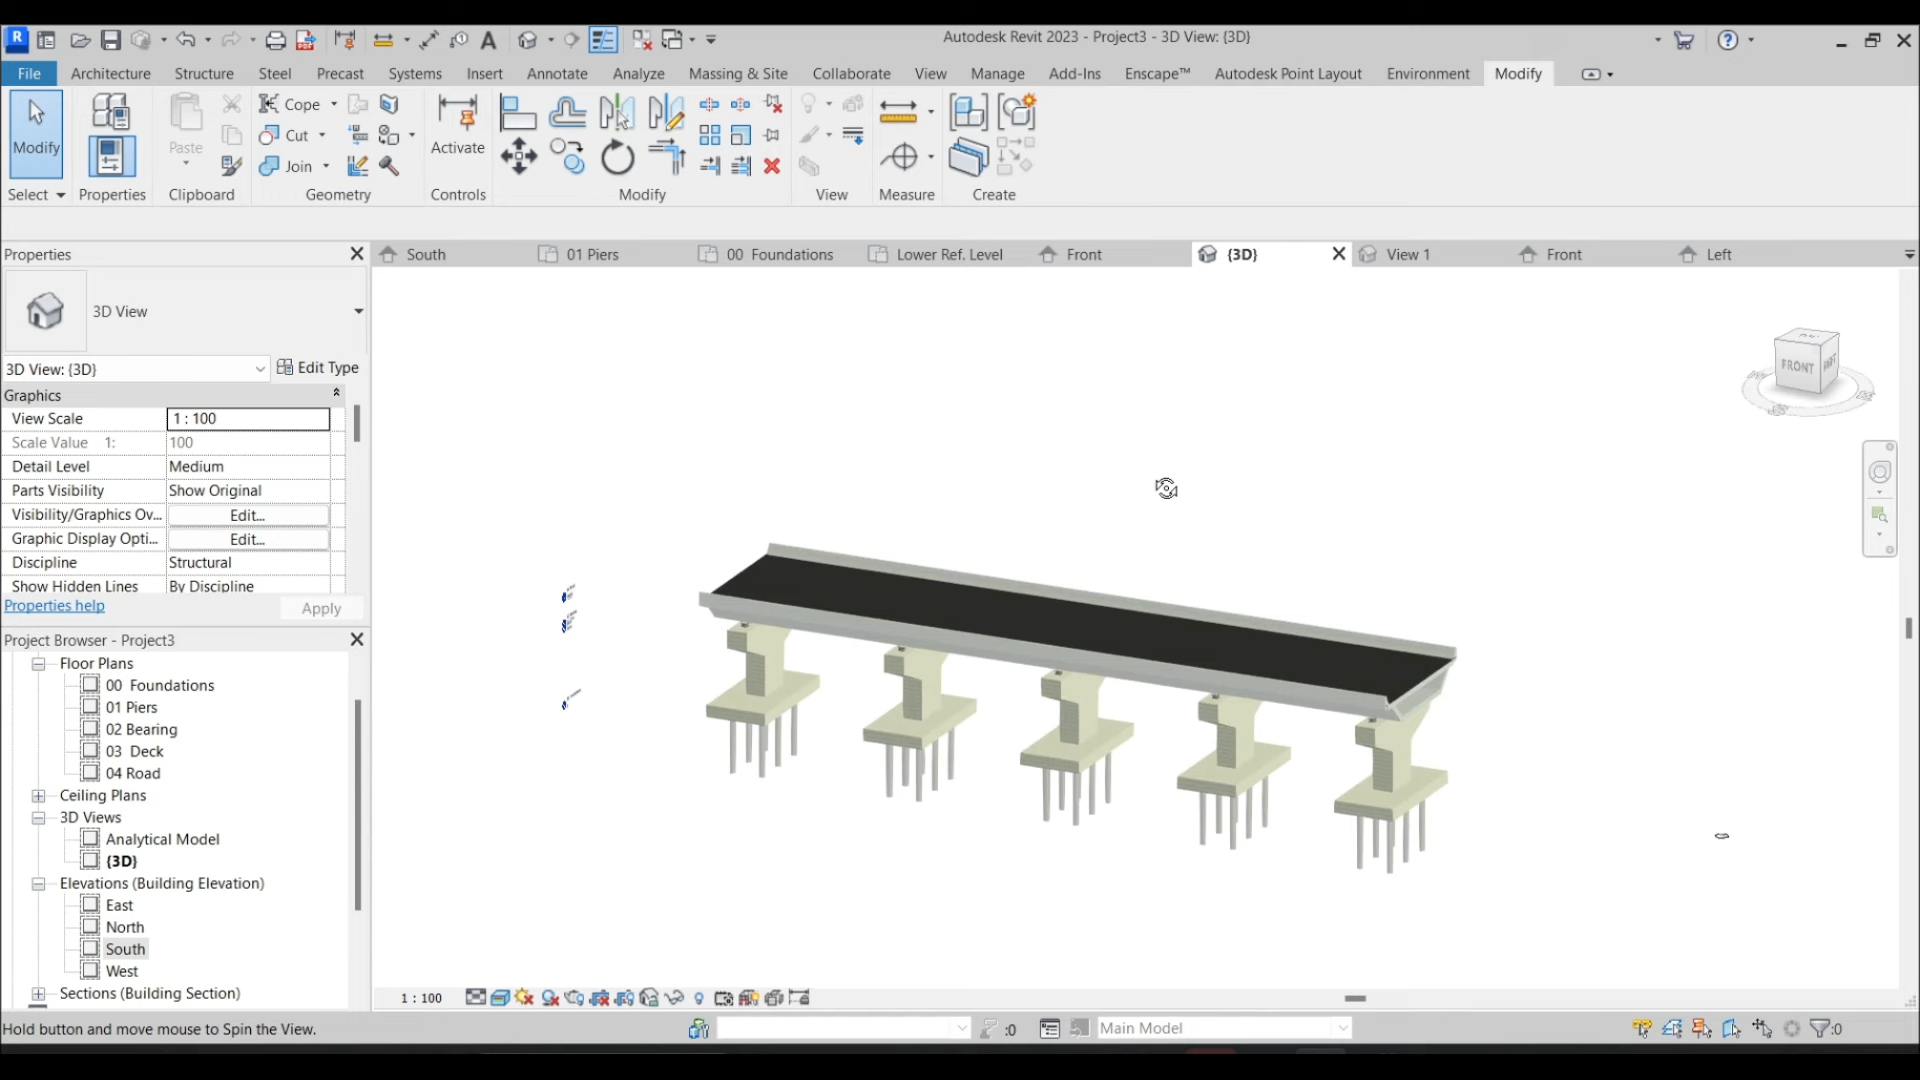 R
Autodesk Revit 2023 - Project3 - 3D View: {3D}
File Architecture Structure Steel Precast Systems Insert Annotate Analyze Massing & Site Collaborate View Manage Add-Ins Enscape™ Autodesk Point Layout Environment Modify
Modify Paste Cope Cut Join Activate
Select Properties Clipboard Geometry Controls Modify View Measure Create
Properties
South 01 Piers 00 Foundations Lower Ref. Level Front {3D} View 1 Front Left
3D View
3D View: {3D} Edit Type
Graphics
View Scale 1 : 100
Scale Value 1: 100
Detail Level Medium
Parts Visibility Show Original
Visibility/Graphics Ov... Edit...
Graphic Display Opti... Edit...
Discipline Structural
Show Hidden Lines By Discipline
Properties help Apply
FRONT
Project Browser - Project3
Floor Plans
00 Foundations
01 Piers
02 Bearing
03 Deck
04 Road
Ceiling Plans
3D Views
Analytical Model
{3D}
Elevations (Building Elevation)
East
North
South
West
Sections (Building Section)
1 : 100
Hold button and move mouse to Spin the View.
:0 Main Model :0